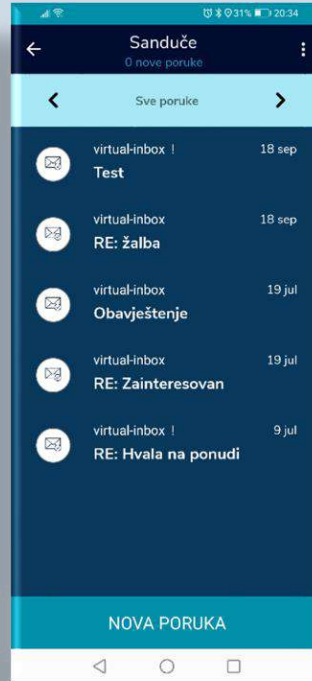 31% 20:34
Sanduče
0 nove poruke
Sve poruke
virtual-inbox ! 18 sep
Test
virtual-inbox 18 sep
RE: žalba
virtual-inbox 19 jul
Obavještenje
virtual-inbox 19 jul
RE: Zainteresovan
virtual-inbox ! 9 jul
RE: Hvala na ponudi
NOVA PORUKA